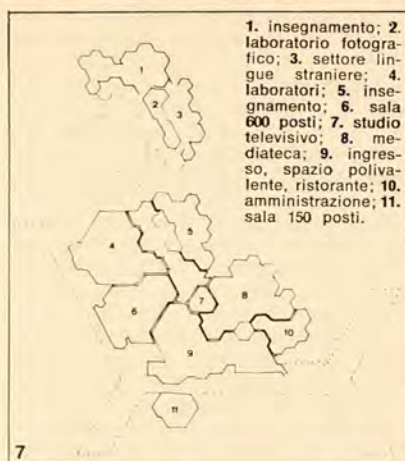 1. insegnamento; 2.
laboratorio fotogra-
fico; 3. settore lin-
gue straniere; 4.
laboratori; 5. inse-
gnamento; 6. sala
600 posti; 7. studio
televisivo; 8. me-
diateca; 9. ingres-
so, spazio poliva-
lente, ristorante; 10.
amministrazione; 11.
sala 150 posti.
1
2
3
4
5
6
7
8
9
10
11
7